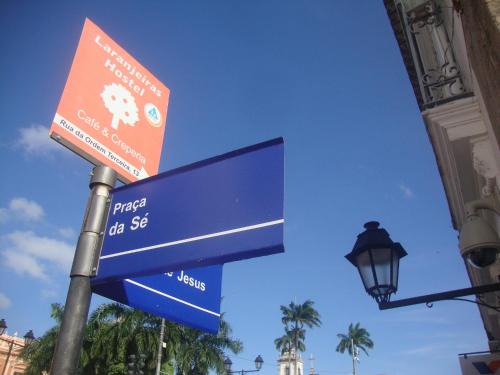 Laranjeiras
Hostel
Café & Creperia
Rua da Ordem Terceira, 13
Praça
da Sé
Jesus